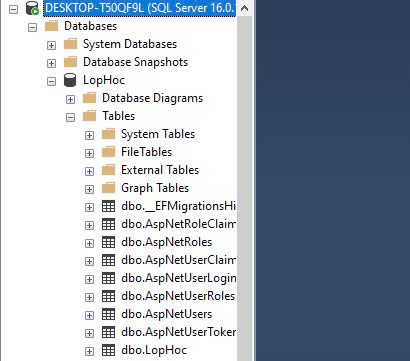 DESKTOP-T50QF9L (SQL Server 16.0.
Databases
System Databases
Database Snapshots
LopHoc
Database Diagrams
Tables
System Tables
FileTables
External Tables
Graph Tables
dbo.__EFMigrationsHi
dbo.AspNetRoleClaim
dbo.AspNetRoles
dbo.AspNetUserClaim
dbo.AspNetUserLogin
dbo.AspNetUserRoles
dbo.AspNetUsers
dbo.AspNetUserToken
dbo.LopHoc